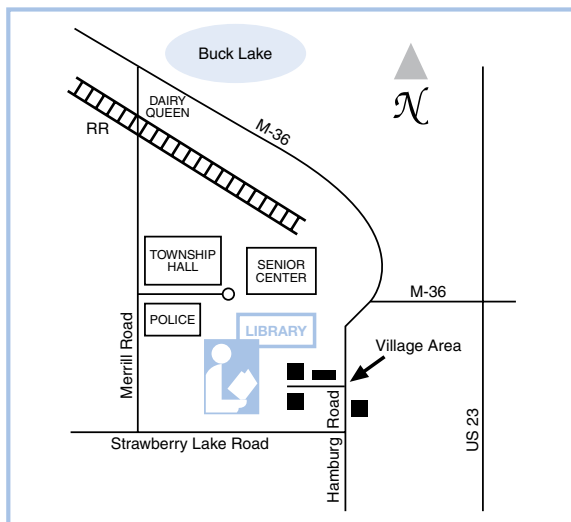 Buck Lake
N
DAIRY
QUEEN
RR
M-36
TOWNSHIP
HALL
SENIOR
CENTER
M-36
POLICE
LIBRARY
Village Area
Merrill Road
Hamburg Road
US 23
Strawberry Lake Road